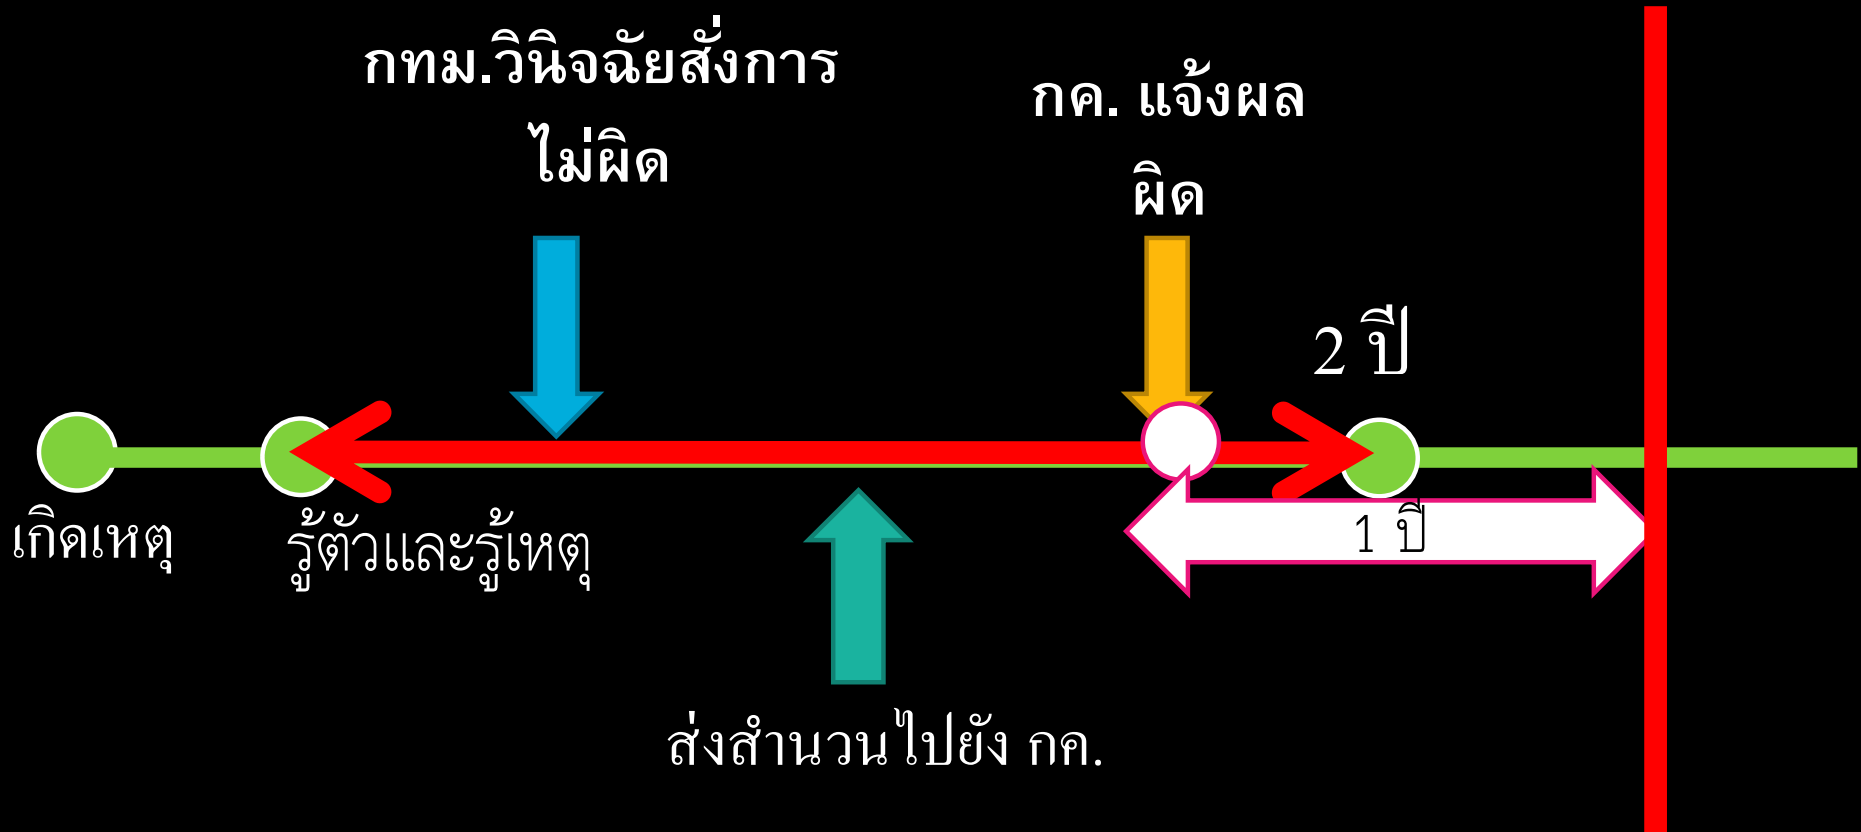 กทม.วินิจฉัยสั่งการ
ไม่ผิด
กค. แจ้งผล
ผิด
2 ปี
เกิดเหตุ
รู้ตัวและรู้เหตุ
1 ปี
ส่งสำนวนไปยัง กค.